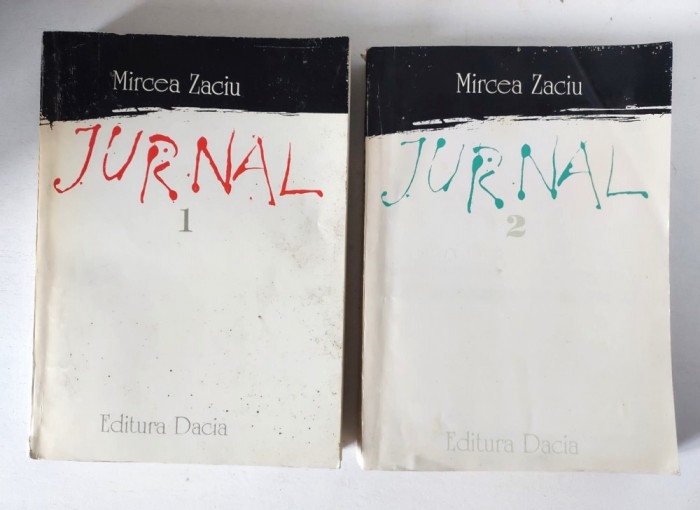 Mircea Zaciu
JURNAL
1
Editura Dacia
Mircea Zaciu
JURNAL
2
Editura Dacia